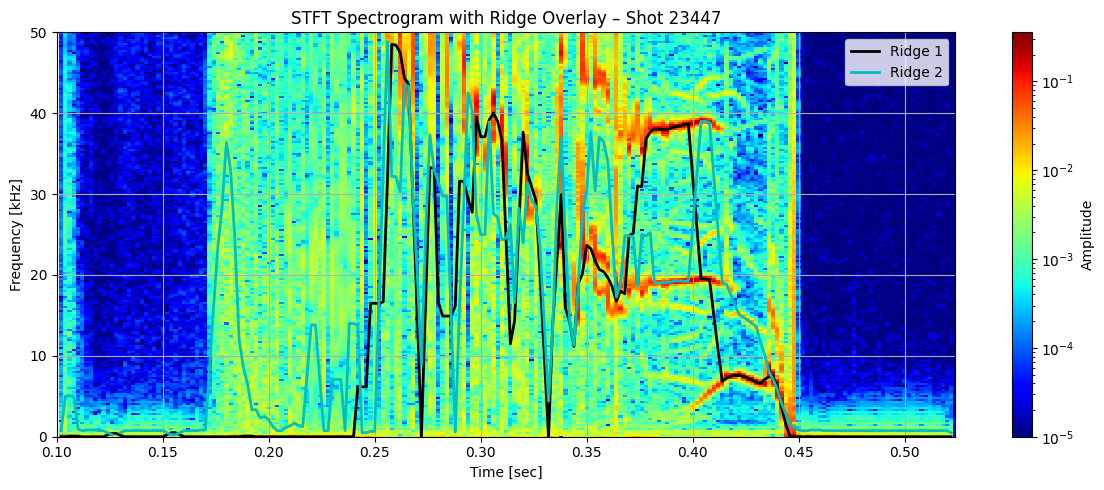 STFT Spectrogram with Ridge Overlay – Shot 23447
Ridge 1
Ridge 2
Frequency [kHz]
50
40
30
20
10
0
0.10 0.15 0.20 0.25 0.30 0.35 0.40 0.45 0.50
Time [sec]
10⁻¹
10⁻²
10⁻³
10⁻⁴
10⁻⁵
Amplitude